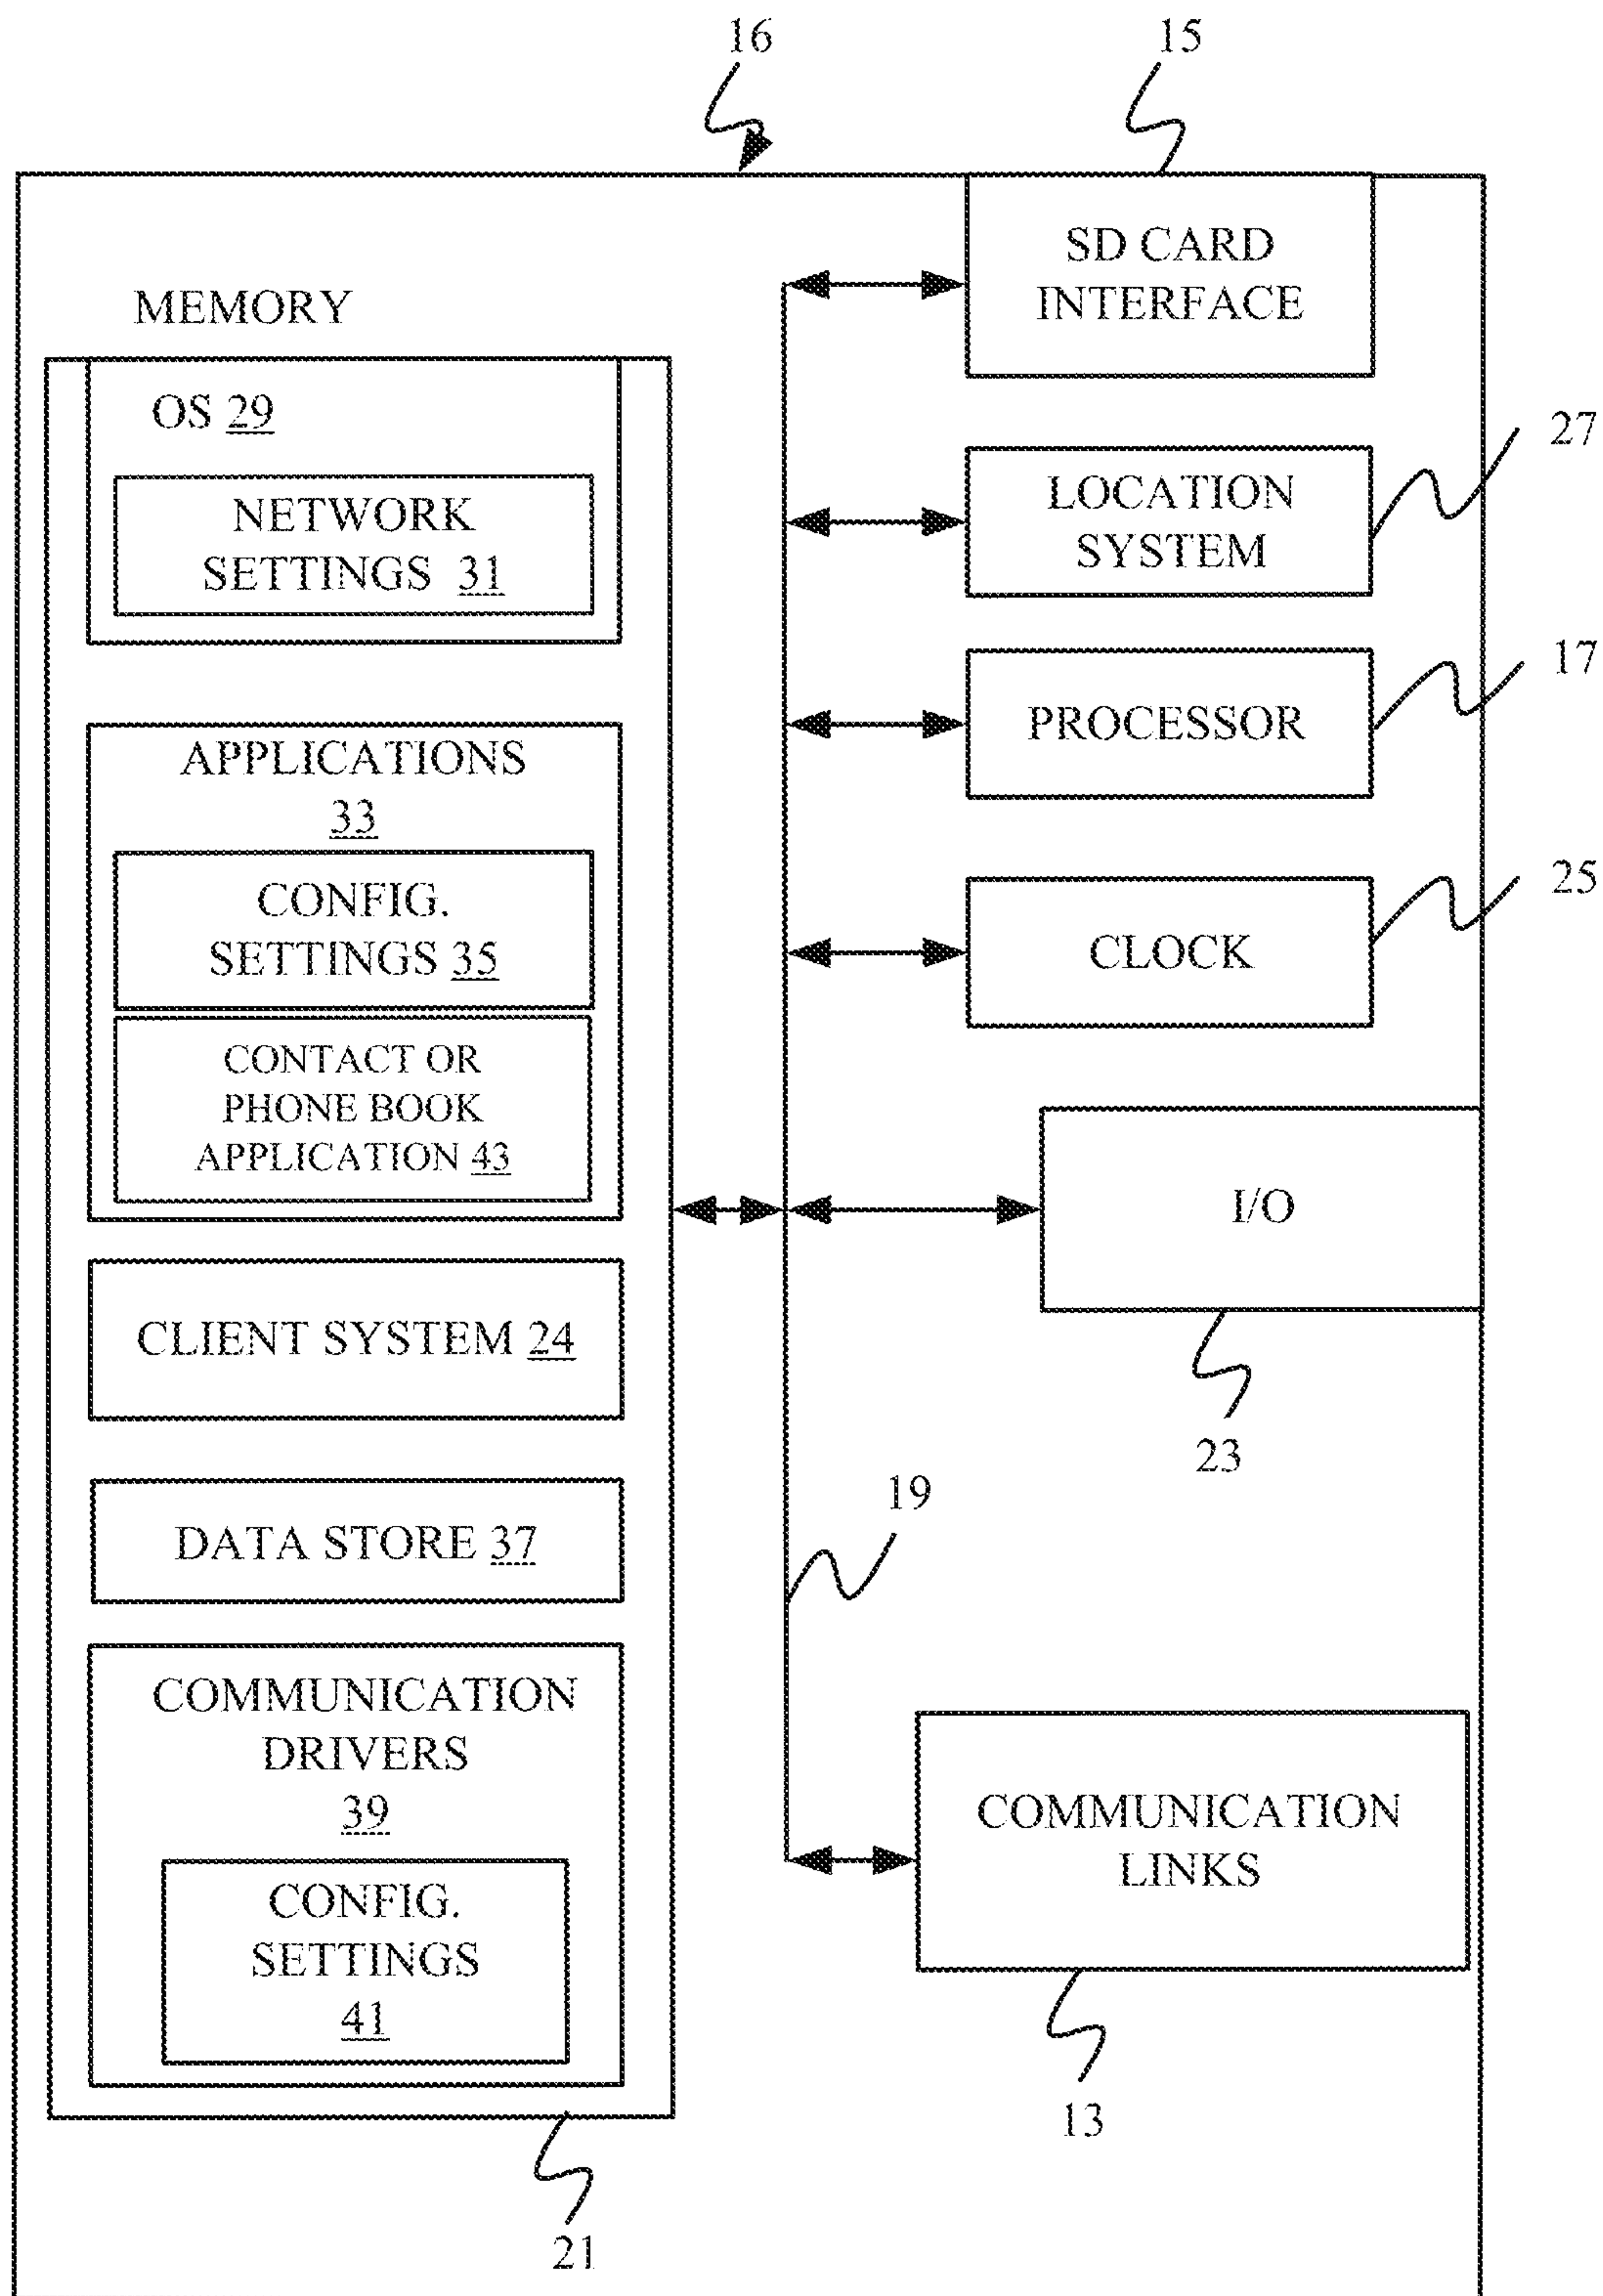 16
15
MEMORY
OS 29
NETWORK
SETTINGS 31
APPLICATIONS
33
CONFIG.
SETTINGS 35
CONTACT OR
PHONE BOOK
APPLICATION 43
CLIENT SYSTEM 24
DATA STORE 37
COMMUNICATION
DRIVERS
39
CONFIG.
SETTINGS
41
21
SD CARD
INTERFACE
LOCATION
SYSTEM
27
PROCESSOR
17
CLOCK
25
I/O
23
19
COMMUNICATION
LINKS
13